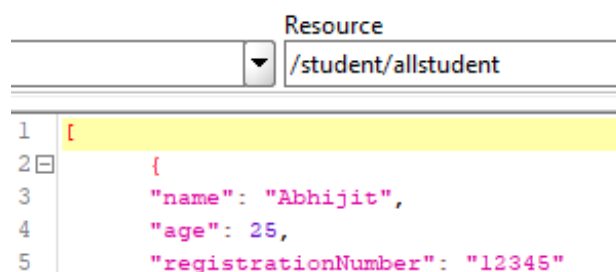 Resource
/student/allstudent
1 [
2 {
3 "name": "Abhijit",
4 "age": 25,
5 "registrationNumber": "12345"